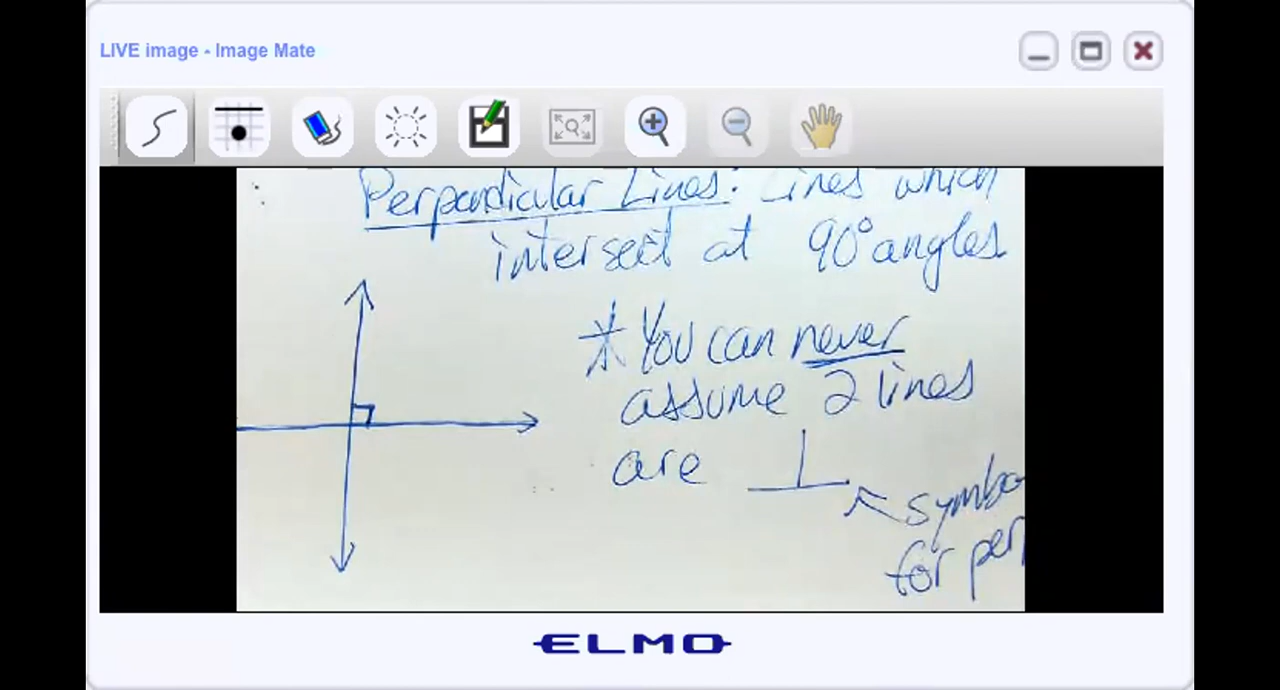 LIVE image - Image Mate
Perpendicular Lines: Lines which
intersect at 90° angles.
* You can never
assume 2 lines
are ⊥
symbo
for per
ELMO